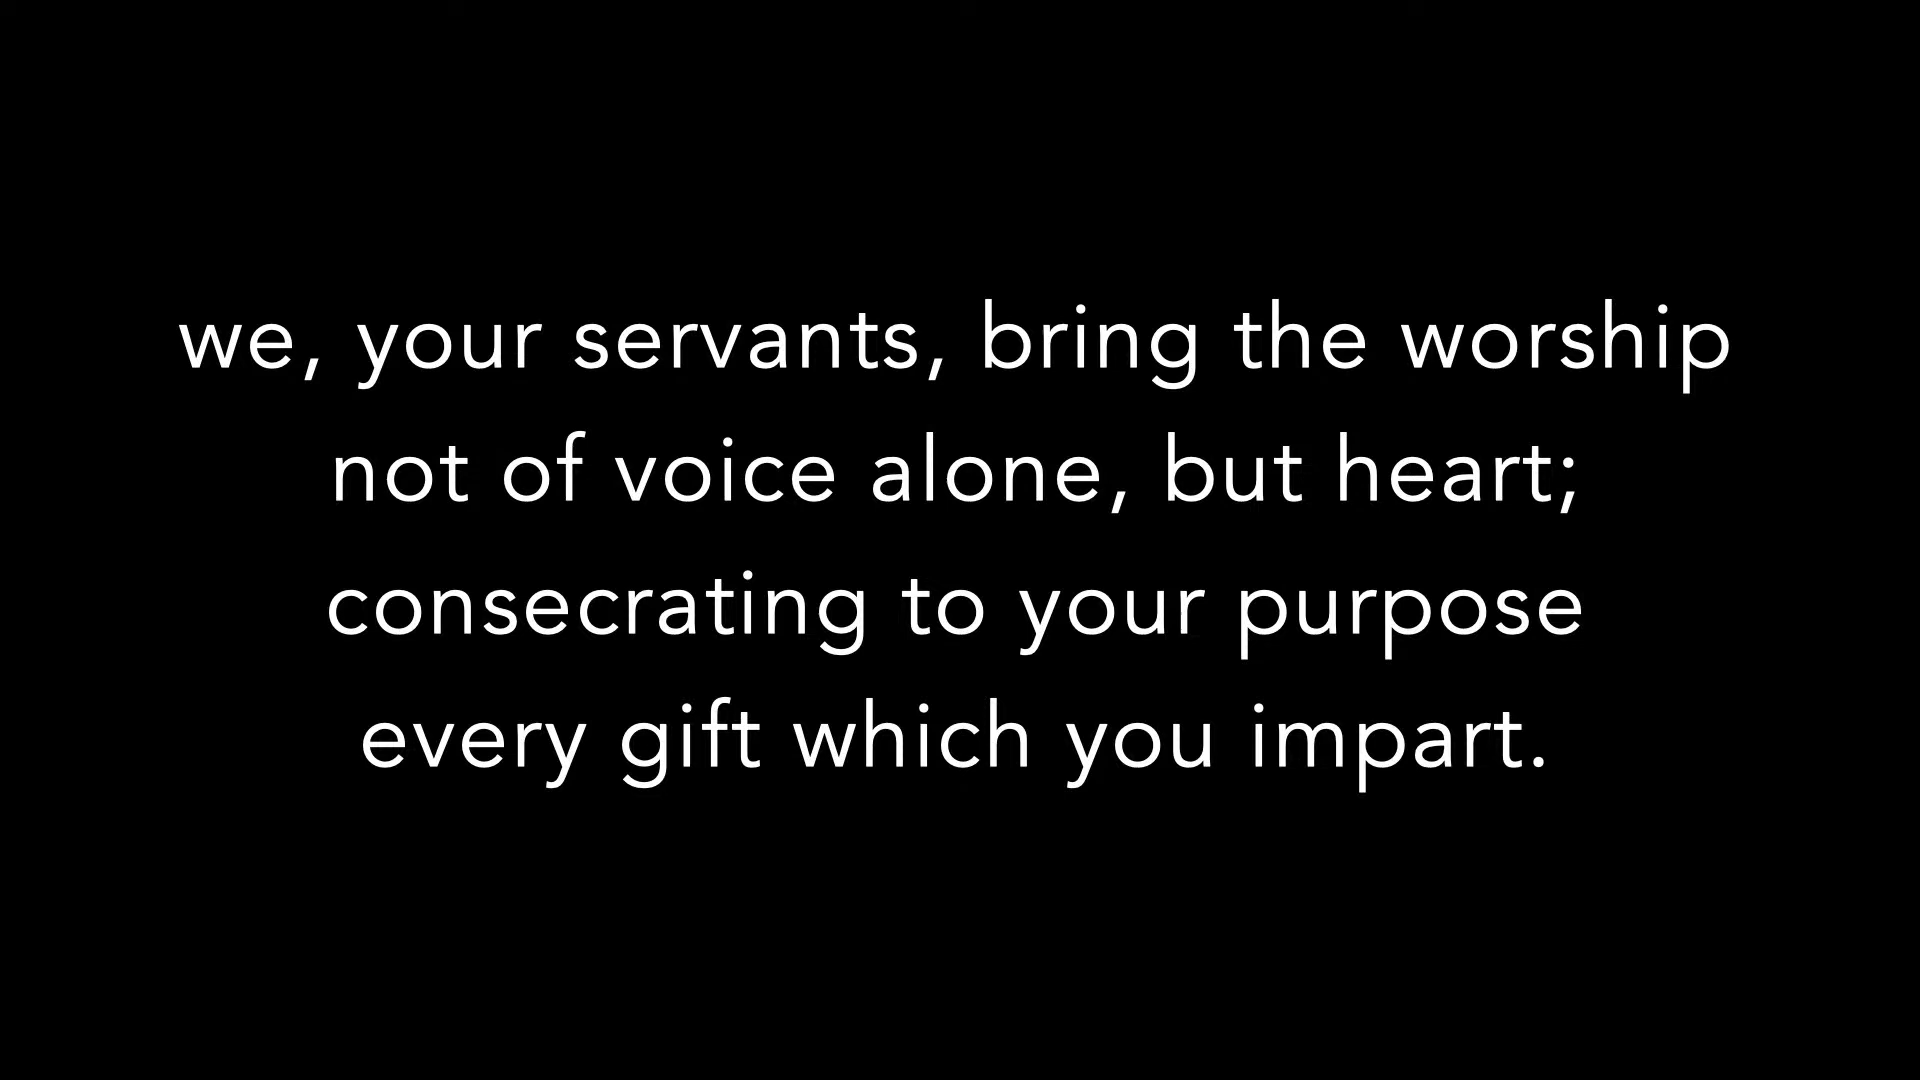 we, your servants, bring the worship
not of voice alone, but heart;
consecrating to your purpose
every gift which you impart.